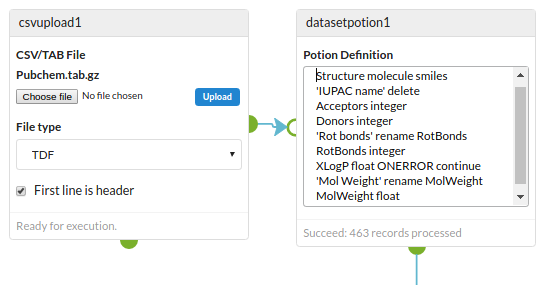 csvupload1
CSV/TAB File
Pubchem.tab.gz
Choose file No file chosen Upload
File type
TDF
First line is header
Ready for execution.
datasetpotion1
Potion Definition
Structure molecule smiles
'IUPAC name' delete
Acceptors integer
Donors integer
'Rot bonds' rename RotBonds
RotBonds integer
XLogP float ONERROR continue
'Mol Weight' rename MolWeight
MolWeight float
Succeed: 463 records processed